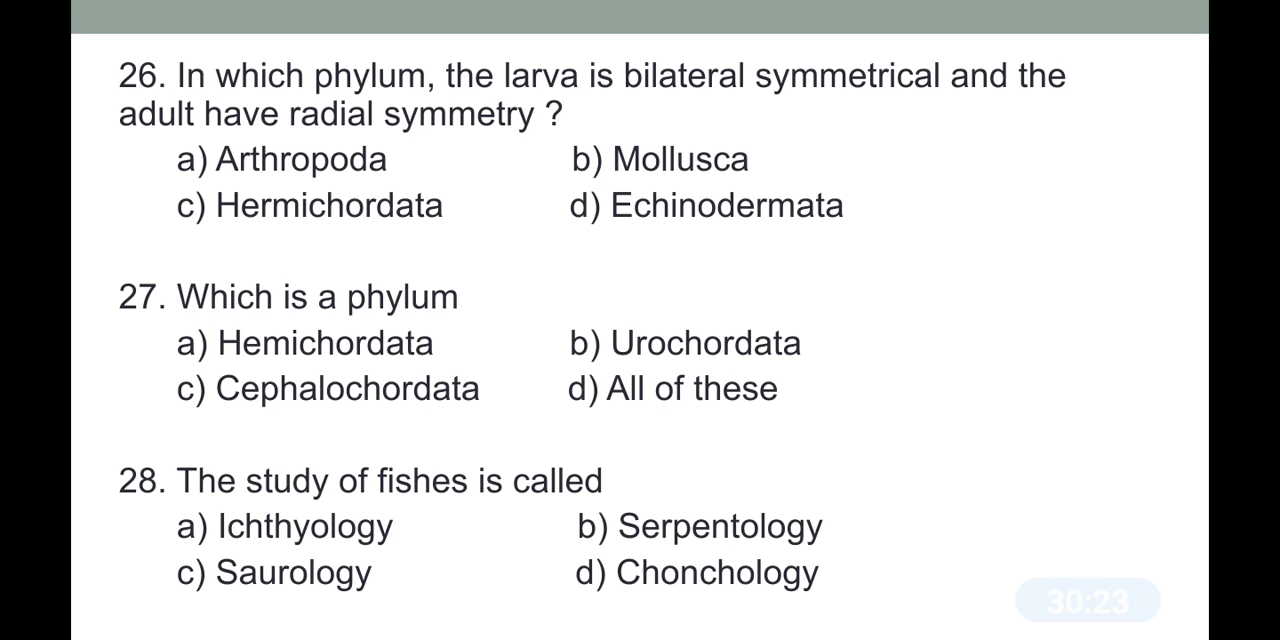 26. In which phylum, the larva is bilateral symmetrical and the
adult have radial symmetry ?
a) Arthropoda b) Mollusca
c) Hermichordata d) Echinodermata
27. Which is a phylum
a) Hemichordata b) Urochordata
c) Cephalochordata d) All of these
28. The study of fishes is called
a) Ichthyology b) Serpentology
c) Saurology d) Chonchology
30:23